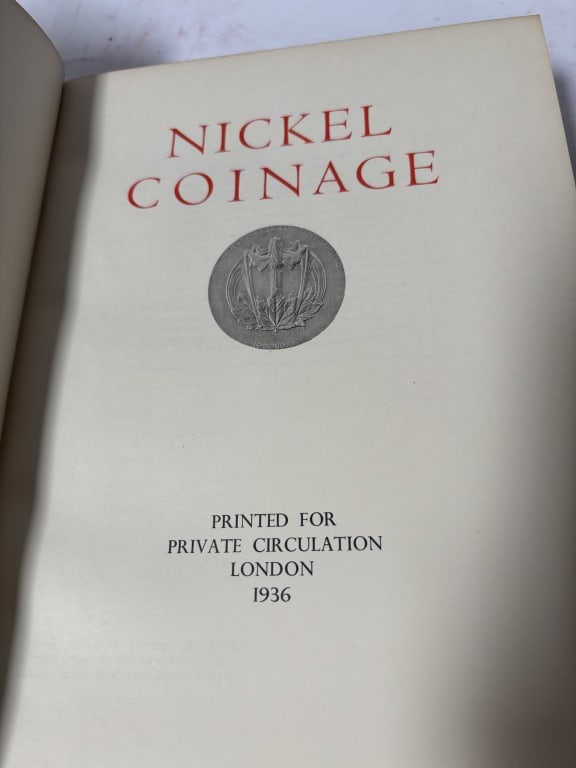 NICKEL
COINAGE
PRINTED FOR
PRIVATE CIRCULATION
LONDON
1936